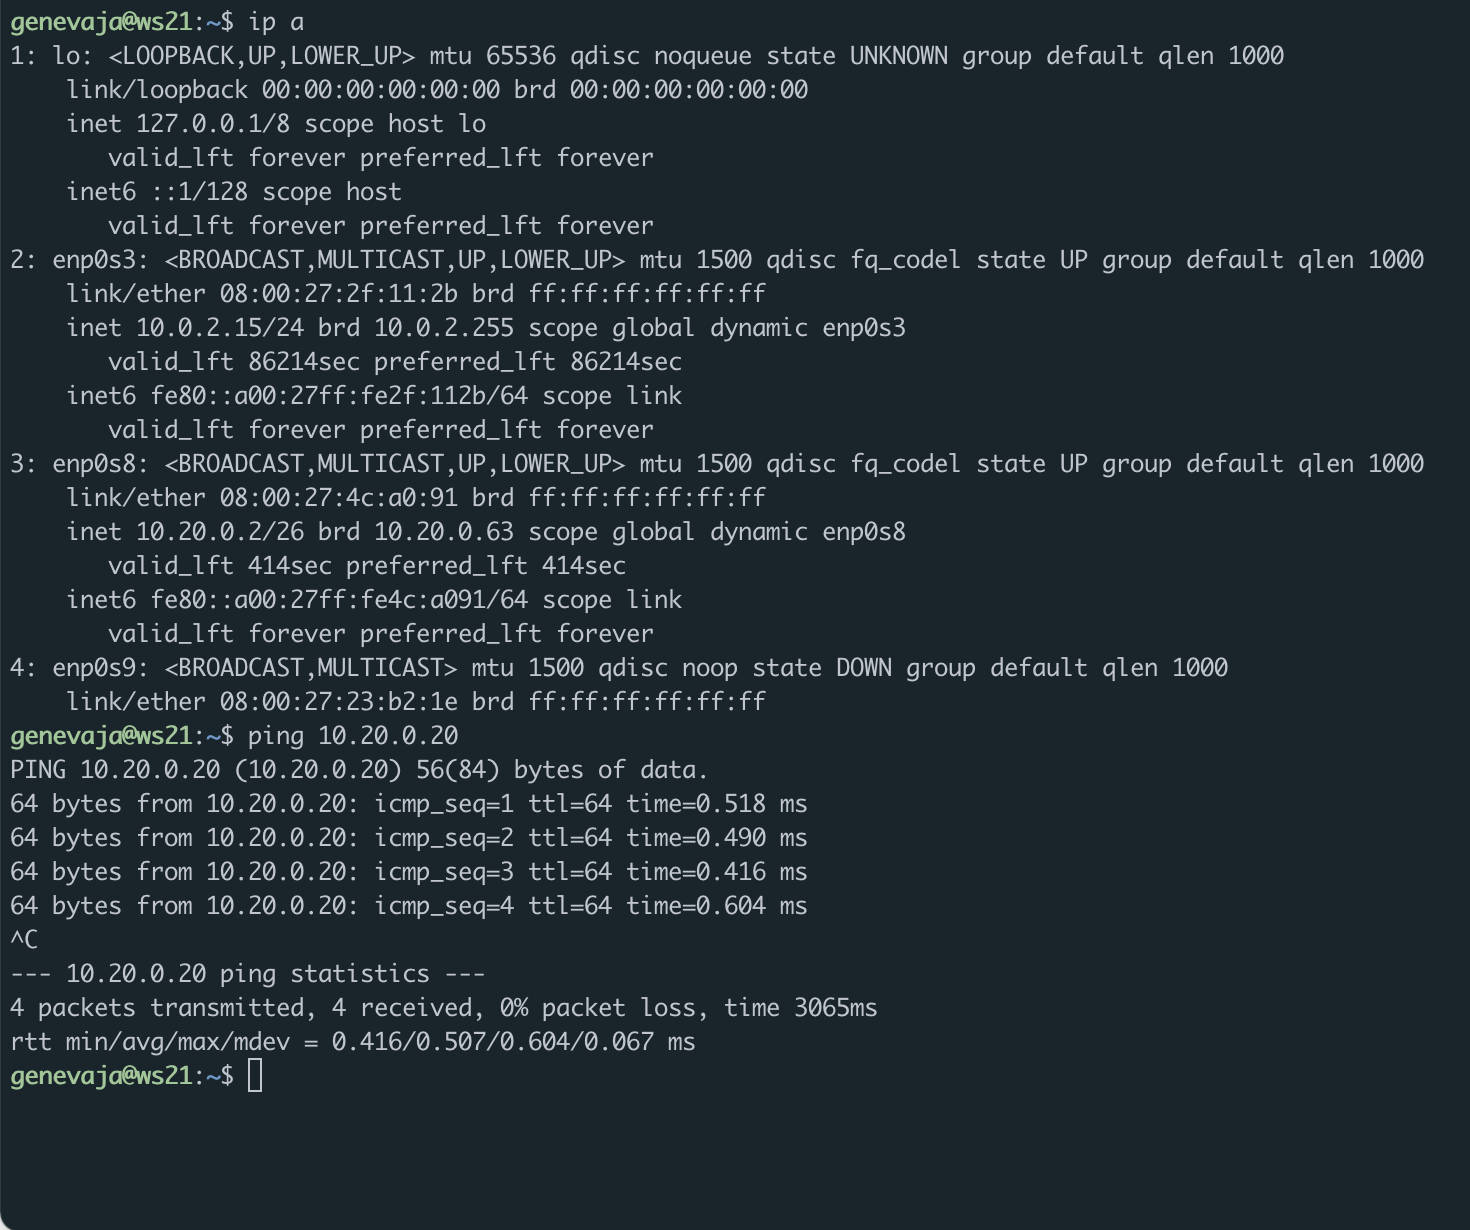 genevaja@ws21:~$ ip a
1: lo: <LOOPBACK,UP,LOWER_UP> mtu 65536 qdisc noqueue state UNKNOWN group default qlen 1000
    link/loopback 00:00:00:00:00:00 brd 00:00:00:00:00:00
    inet 127.0.0.1/8 scope host lo
       valid_lft forever preferred_lft forever
    inet6 ::1/128 scope host
       valid_lft forever preferred_lft forever
2: enp0s3: <BROADCAST,MULTICAST,UP,LOWER_UP> mtu 1500 qdisc fq_codel state UP group default qlen 1000
    link/ether 08:00:27:2f:11:2b brd ff:ff:ff:ff:ff:ff
    inet 10.0.2.15/24 brd 10.0.2.255 scope global dynamic enp0s3
       valid_lft 86214sec preferred_lft 86214sec
    inet6 fe80::a00:27ff:fe2f:112b/64 scope link
       valid_lft forever preferred_lft forever
3: enp0s8: <BROADCAST,MULTICAST,UP,LOWER_UP> mtu 1500 qdisc fq_codel state UP group default qlen 1000
    link/ether 08:00:27:4c:a0:91 brd ff:ff:ff:ff:ff:ff
    inet 10.20.0.2/26 brd 10.20.0.63 scope global dynamic enp0s8
       valid_lft 414sec preferred_lft 414sec
    inet6 fe80::a00:27ff:fe4c:a091/64 scope link
       valid_lft forever preferred_lft forever
4: enp0s9: <BROADCAST,MULTICAST> mtu 1500 qdisc noop state DOWN group default qlen 1000
    link/ether 08:00:27:23:b2:1e brd ff:ff:ff:ff:ff:ff
genevaja@ws21:~$ ping 10.20.0.20
PING 10.20.0.20 (10.20.0.20) 56(84) bytes of data.
64 bytes from 10.20.0.20: icmp_seq=1 ttl=64 time=0.518 ms
64 bytes from 10.20.0.20: icmp_seq=2 ttl=64 time=0.490 ms
64 bytes from 10.20.0.20: icmp_seq=3 ttl=64 time=0.416 ms
64 bytes from 10.20.0.20: icmp_seq=4 ttl=64 time=0.604 ms
^C
--- 10.20.0.20 ping statistics ---
4 packets transmitted, 4 received, 0% packet loss, time 3065ms
rtt min/avg/max/mdev = 0.416/0.507/0.604/0.067 ms
genevaja@ws21:~$